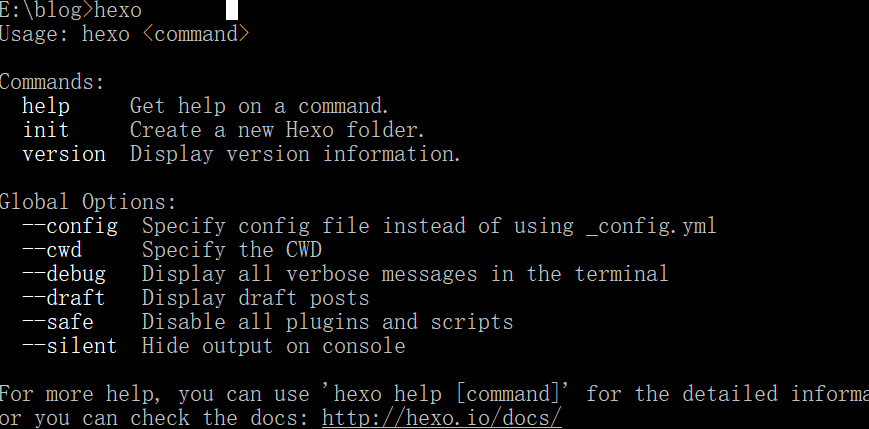 E:\blog>hexo
Usage: hexo <command>
Commands:
help Get help on a command.
init Create a new Hexo folder.
version Display version information.
Global Options:
--config Specify config file instead of using _config.yml
--cwd Specify the CWD
--debug Display all verbose messages in the terminal
--draft Display draft posts
--safe Disable all plugins and scripts
--silent Hide output on console
For more help, you can use 'hexo help [command]' for the detailed
or you can check the docs: http://hexo.io/docs/